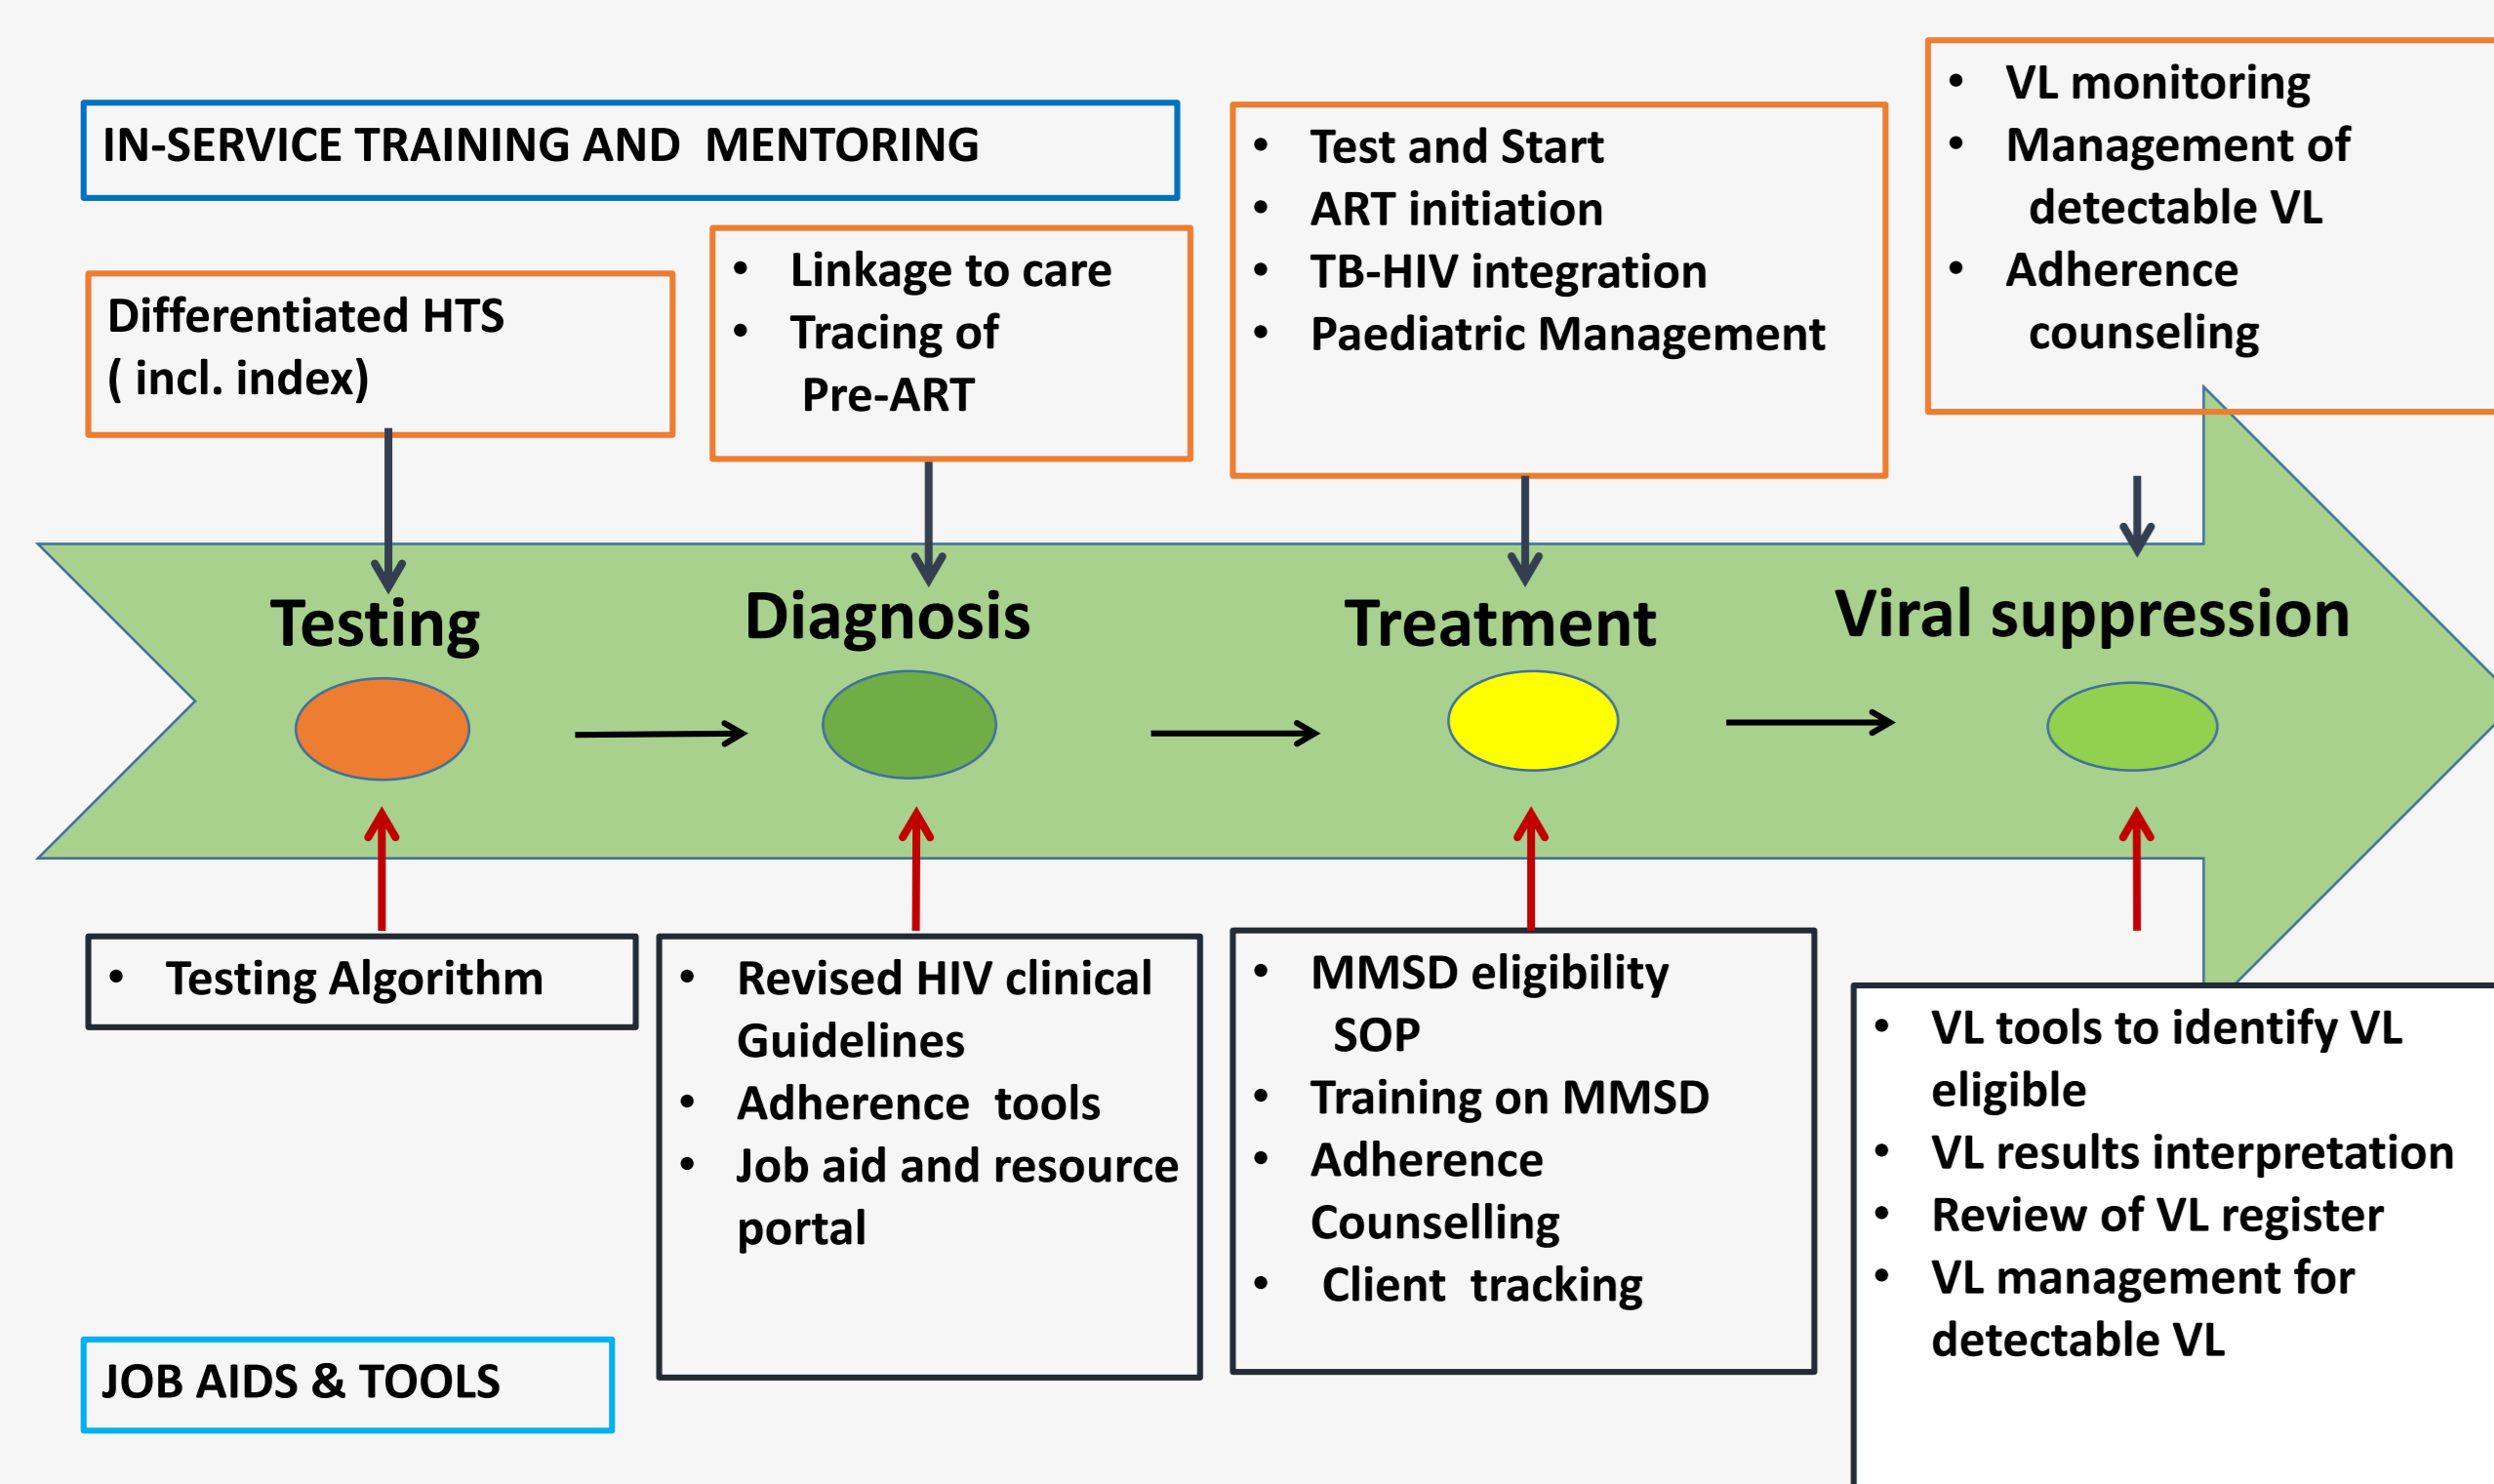 IN-SERVICE TRAINING AND  MENTORING
Differentiated HTS
( incl. index)
• Linkage to care
• Tracing of
Pre-ART
• Test and Start
• ART initiation
• TB-HIV integration
• Paediatric Management
• VL monitoring
• Management of
detectable VL
• Adherence
counseling
Testing
Diagnosis
Treatment
Viral suppression
• Testing Algorithm
• Revised HIV clinical
Guidelines
• Adherence  tools
• Job aid and resource
portal
• MMSD eligibility
SOP
• Training on MMSD
• Adherence
Counselling
• Client  tracking
• VL tools to identify VL
eligible
• VL results interpretation
• Review of VL register
• VL management for
detectable VL
JOB AIDS & TOOLS